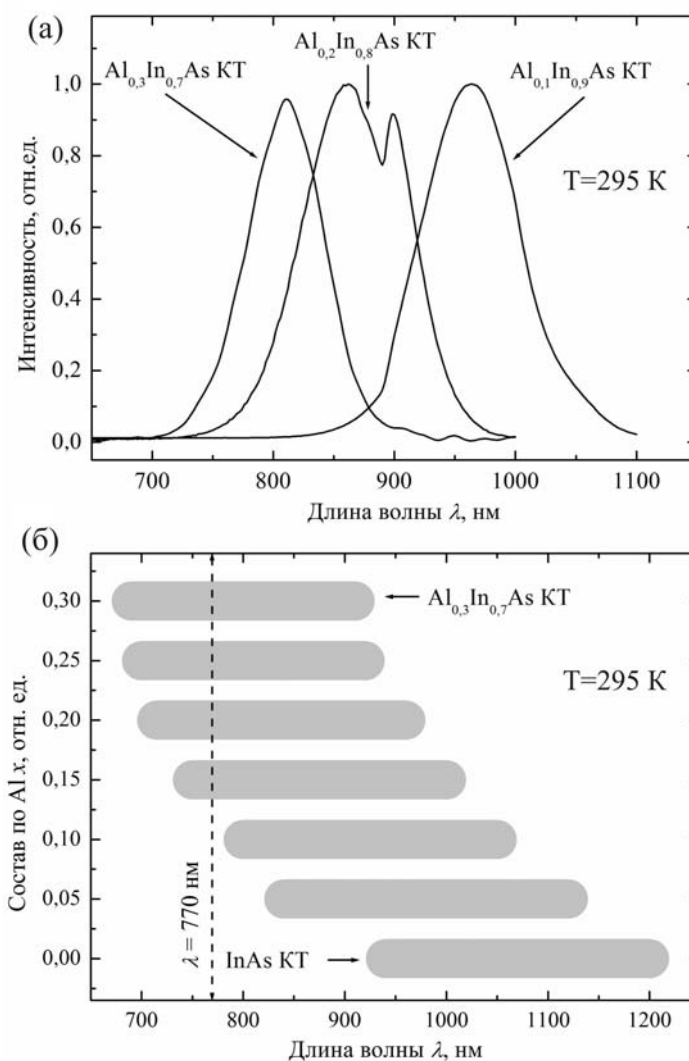 (а)
Al0,2In0,8As КТ
Al0,3In0,7As КТ
Al0,1In0,9As КТ
T=295 К
Интенсивность, отн.ед.
1,0
0,8
0,6
0,4
0,2
0,0
700 800 900 1000 1100
Длина волны λ, нм
(б)
Al0,3In0,7As КТ
T=295 К
Состав по Al x, отн. ед.
0,30
0,25
0,20
0,15
0,10
0,05
0,00
λ = 770 нм
InAs КТ
700 800 900 1000 1100 1200
Длина волны λ, нм